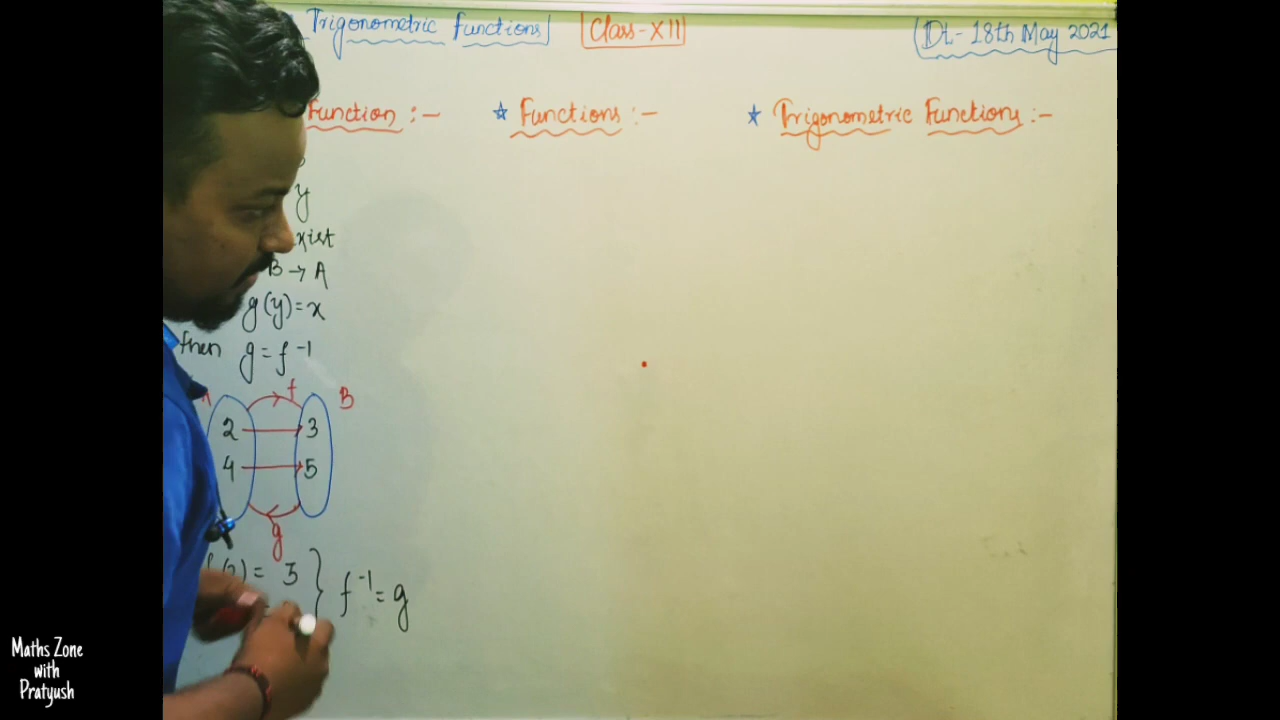 Trigonometric functions
Class-XII
Dt- 18th May 2021
Function :-
☆ Functions :-
☆ Trigonometric Functions :-
y
xist
B → A
g(y) = x
then g = f⁻¹
f
A
B
2
3
4
5
g
f(2) = 3
f⁻¹ = g
Maths Zone
with
Pratyush